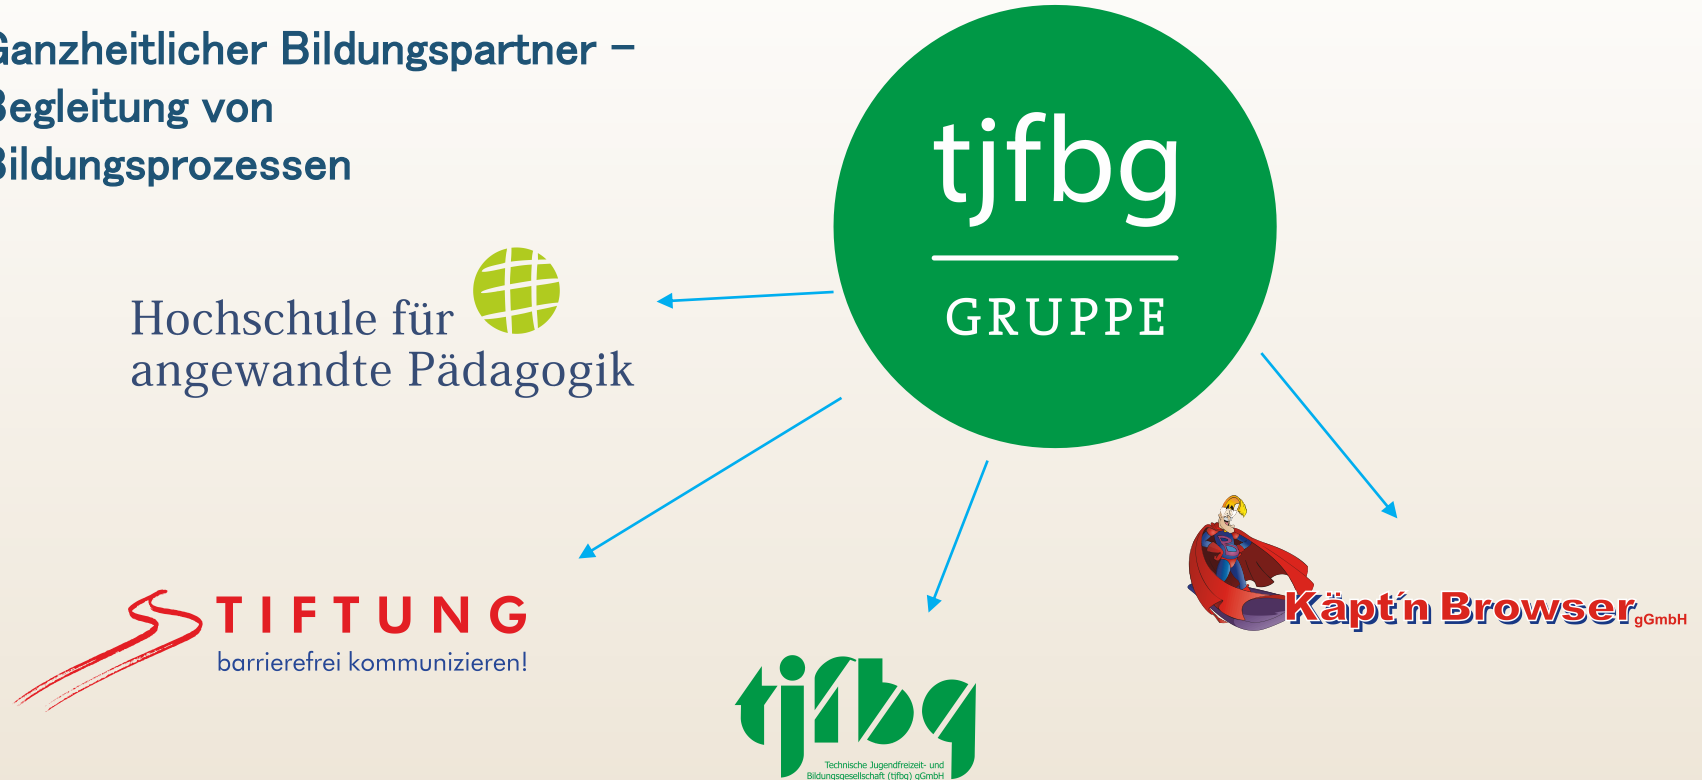 Ganzheitlicher Bildungspartner –
Begleitung von
Bildungsprozessen
tjfbg
GRUPPE
Hochschule für
angewandte Pädagogik
STIFTUNG
barrierefrei kommunizieren!
Käpt´n Browser gGmbH
tjfbg
Technische Jugendfreizeit- und
Bildungsgesellschaft (tjfbg) gGmbH